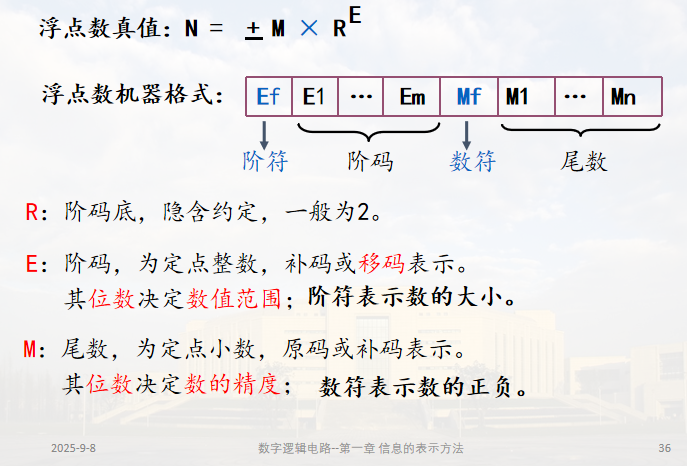 浮点数真值：N = ± M × R^E
浮点数机器格式：Ef E1 ··· Em Mf M1 ··· Mn
阶符 阶码 数符 尾数
R：阶码底，隐含约定，一般为2。
E：阶码，为定点整数，补码或移码表示。
其位数决定数值范围；阶符表示数的大小。
M：尾数，为定点小数，原码或补码表示。
其位数决定数的精度；数符表示数的正负。
2025-9-8 数字逻辑电路--第一章 信息的表示方法 36